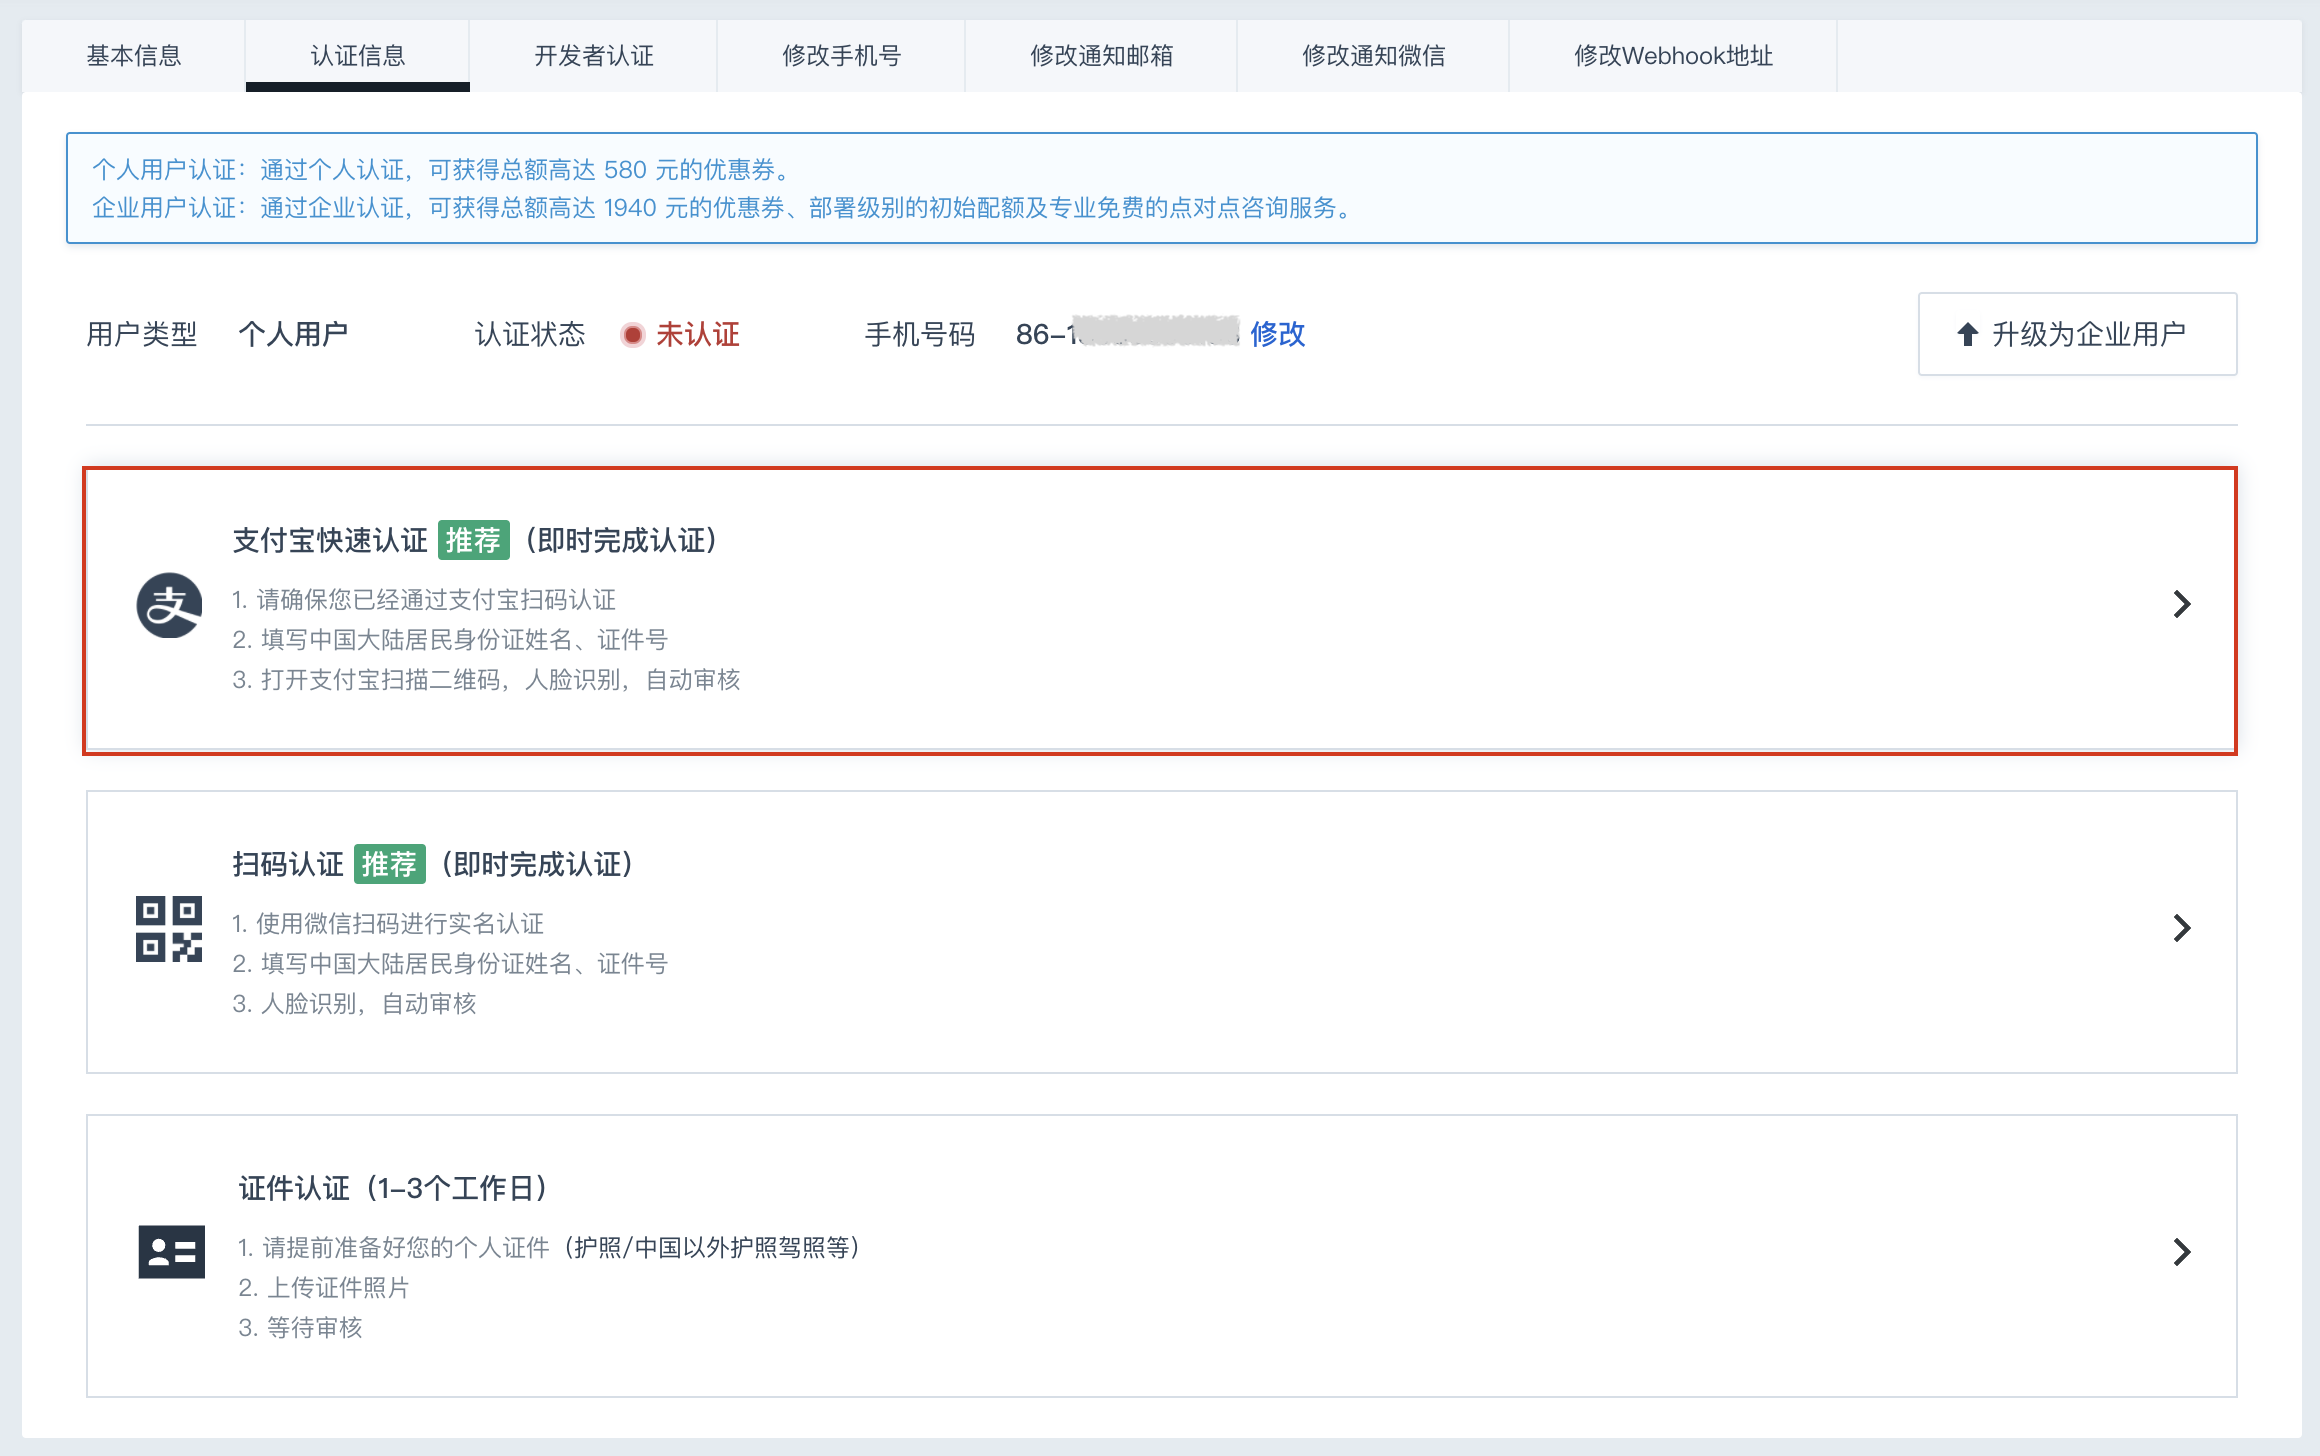 基本信息 认证信息 开发者认证 修改手机号 修改通知邮箱 修改通知微信 修改Webhook地址
个人用户认证：通过个人认证，可获得总额高达 580 元的优惠券。
企业用户认证：通过企业认证，可获得总额高达 1940 元的优惠券、部署级别的初始配额及专业免费的点对点咨询服务。
用户类型 个人用户 认证状态 未认证 手机号码 86-1 修改 升级为企业用户
支付宝快速认证 推荐（即时完成认证）
1. 请确保您已经通过支付宝扫码认证
2. 填写中国大陆居民身份证姓名、证件号
3. 打开支付宝扫描二维码，人脸识别，自动审核
扫码认证 推荐（即时完成认证）
1. 使用微信扫码进行实名认证
2. 填写中国大陆居民身份证姓名、证件号
3. 人脸识别，自动审核
证件认证（1-3个工作日）
1. 请提前准备好您的个人证件（护照/中国以外护照驾照等）
2. 上传证件照片
3. 等待审核